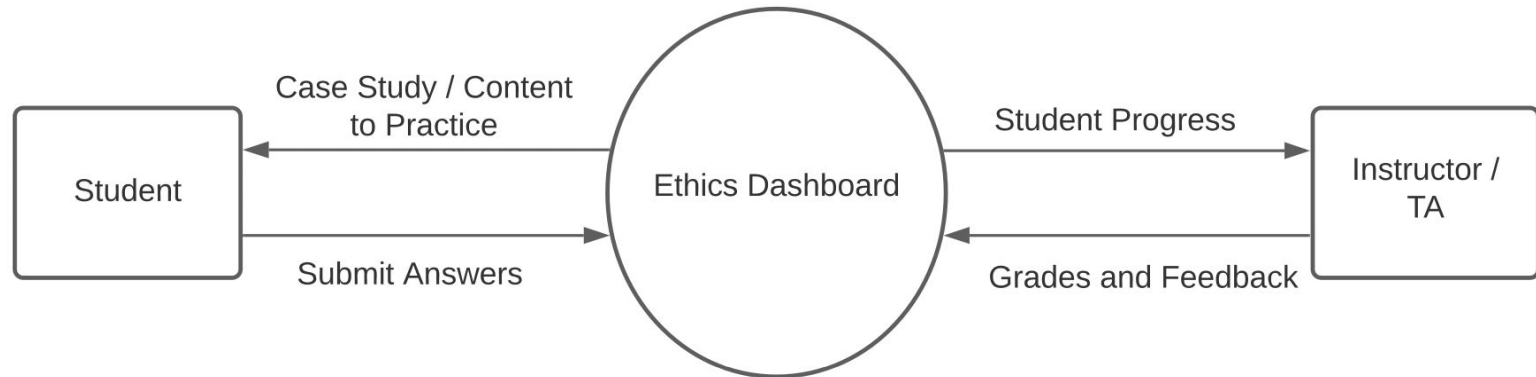 Case Study / Content
to Practice
Student
Submit Answers
Ethics Dashboard
Student Progress
Instructor /
TA
Grades and Feedback